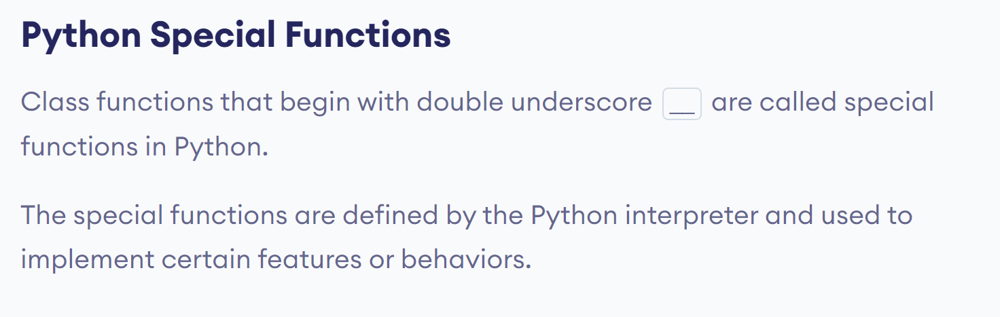 Python Special Functions
Class functions that begin with double underscore __ are called special
functions in Python.
The special functions are defined by the Python interpreter and used to
implement certain features or behaviors.